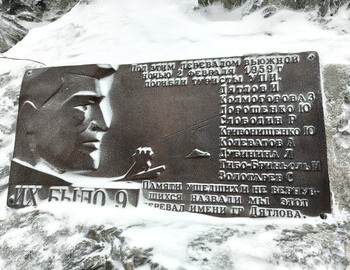 ПОД ЭТИМ ПЕРЕВАЛОМ ВЬЮЖНОЙ
НОЧЬЮ 2 ФЕВРАЛЯ 1959 Г
ПОГИБЛИ ТУРИСТЫ УПИ
ДЯТЛОВ И
КОЛМОГОРОВА З
ДОРОШЕНКО Ю
СЛОБОДИН Р
КРИВОНИЩЕНКО Ю
КОЛЕВАТОВ А
ДУБИНИНА Л
ТИБО-БРИНЬОЛЬ Н
ЗОЛОТАРЕВ С
ИХ БЫЛО 9.
ПАМЯТИ УШЕДШИХ И НЕ ВЕРНУВ-
ШИХСЯ НАЗВАЛИ МЫ ЭТОТ
ПЕРЕВАЛ ИМЕНИ ГР ДЯТЛОВА.